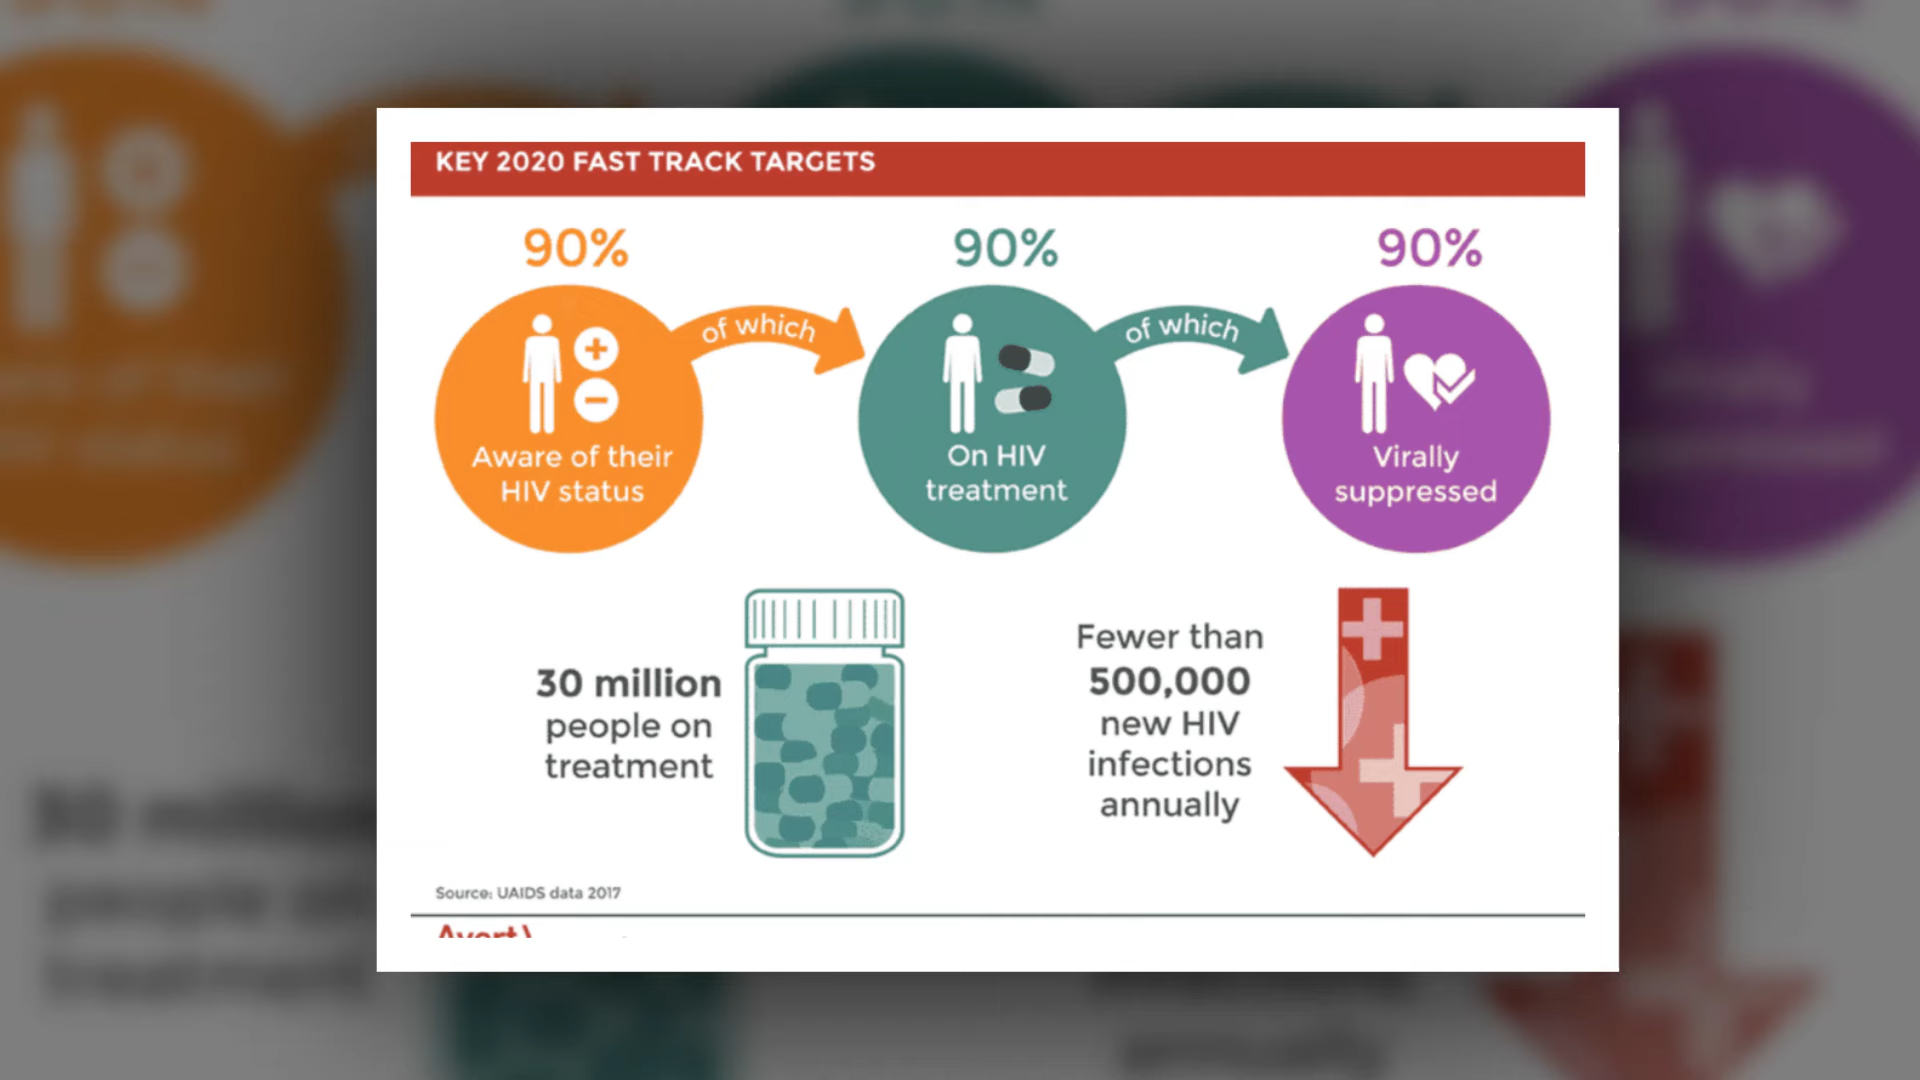 KEY 2020 FAST TRACK TARGETS
90%
90%
90%
of which
of which
Aware of their
HIV status
On HIV
treatment
Virally
suppressed
30 million
people on
treatment
Fewer than
500,000
new HIV
infections
annually
Source: UAIDS data 2017